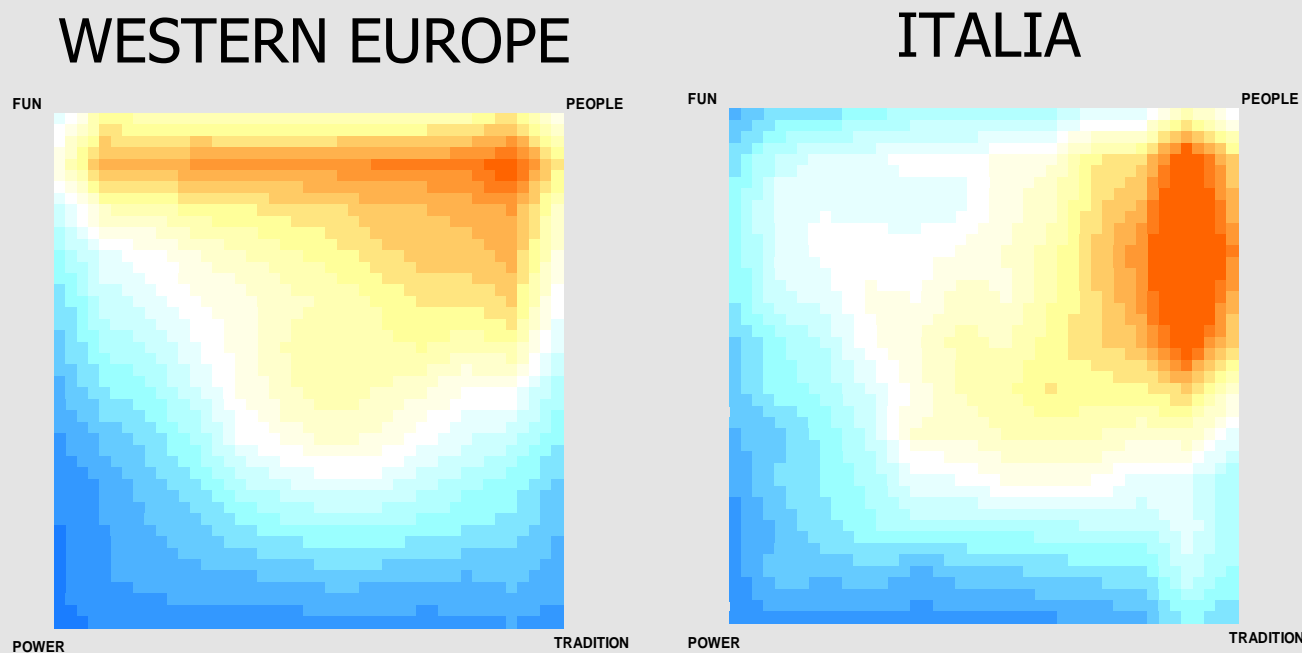 WESTERN EUROPE
FUN
PEOPLE
POWER
TRADITION
ITALIA
FUN
PEOPLE
POWER
TRADITION